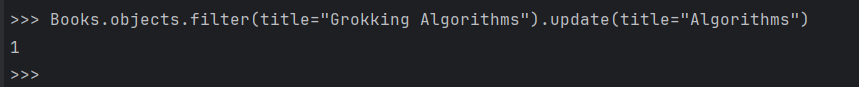 >>> Books.objects.filter(title="Grokking Algorithms").update(title="Algorithms")
1
>>>